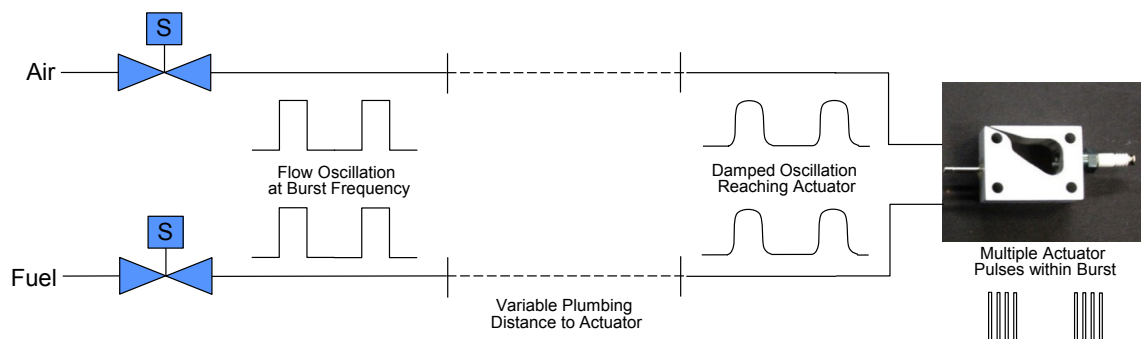 S
Air
Flow Oscillation
at Burst Frequency
Damped Oscillation
Reaching Actuator
S
Fuel
Variable Plumbing
Distance to Actuator
Multiple Actuator
Pulses within Burst